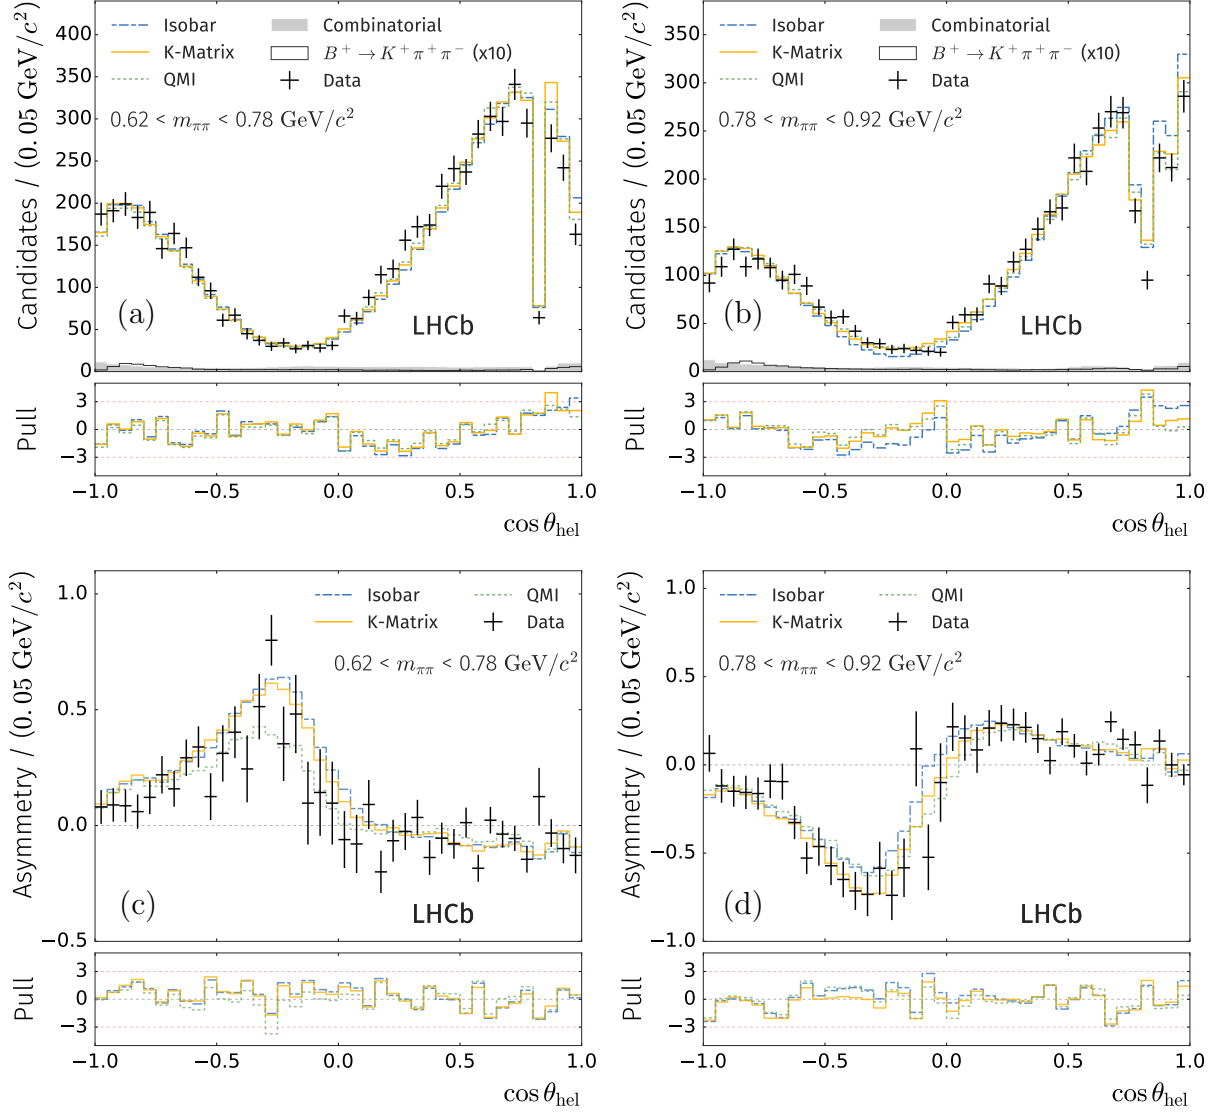 Candidates / (0.05 GeV/c²)
400
350
300
250
200
150
100
50
0
Isobar
K-Matrix
QMI
Combinatorial
B⁺ → K⁺ π⁺ π⁻ (x10)
Data
0.62 < mππ < 0.78 GeV/c²
(a)
LHCb
Pull
3
0
−3
−1.0 −0.5 0.0 0.5 1.0
cos θhel
Candidates / (0.05 GeV/c²)
350
300
250
200
150
100
50
0
Isobar
K-Matrix
QMI
Combinatorial
B⁺ → K⁺ π⁺ π⁻ (x10)
Data
0.78 < mππ < 0.92 GeV/c²
(b)
LHCb
Pull
3
0
−3
−1.0 −0.5 0.0 0.5 1.0
cos θhel
Asymmetry / (0.05 GeV/c²)
1.0
0.5
0.0
−0.5
Isobar
K-Matrix
QMI
Data
0.62 < mππ < 0.78 GeV/c²
(c)
LHCb
Pull
3
0
−3
−1.0 −0.5 0.0 0.5 1.0
cos θhel
Asymmetry / (0.05 GeV/c²)
1.0
0.5
0.0
−0.5
−1.0
Isobar
K-Matrix
QMI
Data
0.78 < mππ < 0.92 GeV/c²
(d)
LHCb
Pull
3
0
−3
−1.0 −0.5 0.0 0.5 1.0
cos θhel